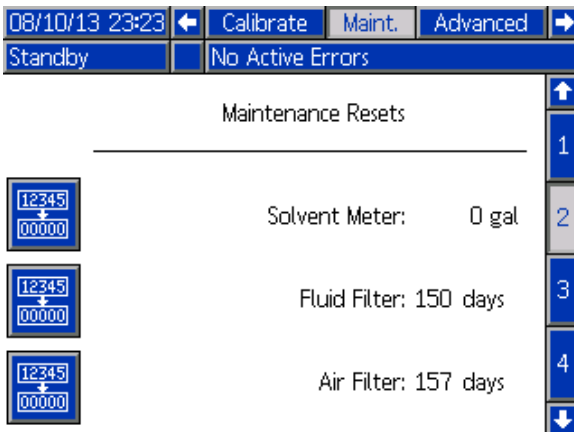 08/10/13 23:23 Calibrate Maint. Advanced
Standby No Active Errors
Maintenance Resets
1
12345
00000
Solvent Meter: 0 gal
2
12345
00000
Fluid Filter: 150 days
3
12345
00000
Air Filter: 157 days
4